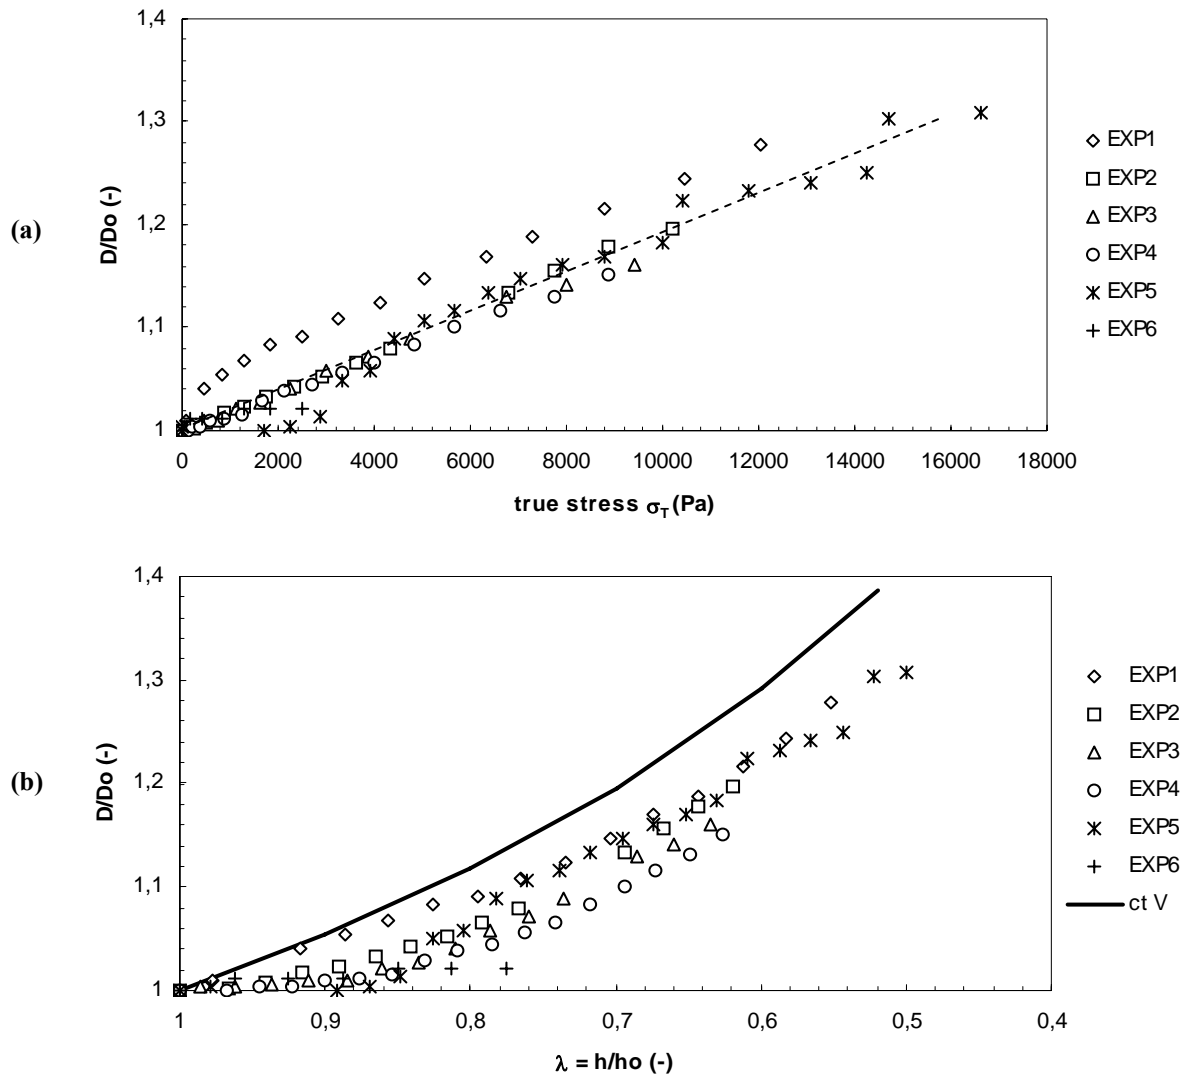 (a)
D/Do (-)
1,4
1,3
1,2
1,1
1
0 2000 4000 6000 8000 10000 12000 14000 16000 18000
true stress σT (Pa)
EXP1
EXP2
EXP3
EXP4
EXP5
EXP6
(b)
D/Do (-)
1,4
1,3
1,2
1,1
1
1 0,9 0,8 0,7 0,6 0,5 0,4
λ = h/ho (-)
EXP1
EXP2
EXP3
EXP4
EXP5
EXP6
ct V